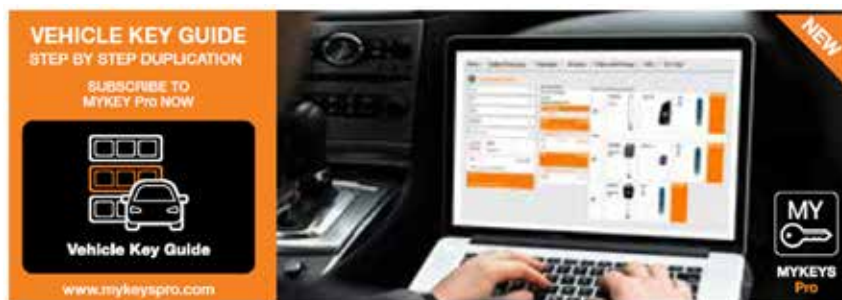 VEHICLE KEY GUIDE
STEP BY STEP DUPLICATION
SUBSCRIBE TO
MYKEY Pro NOW
Vehicle Key Guide
www.mykeyspro.com
NEW
MY
MYKEYS
Pro